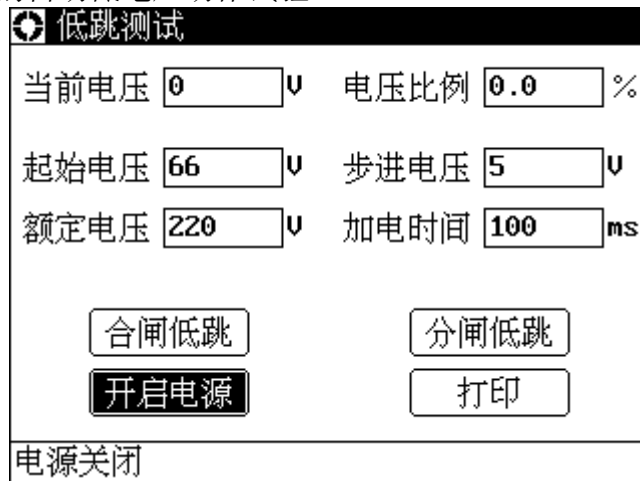 低跳测试
当前电压 0 V 电压比例 0.0 %
起始电压 66 V 步进电压 5 V
额定电压 220 V 加电时间 100 ms
合闸低跳 分闸低跳
开启电源 打印
电源关闭